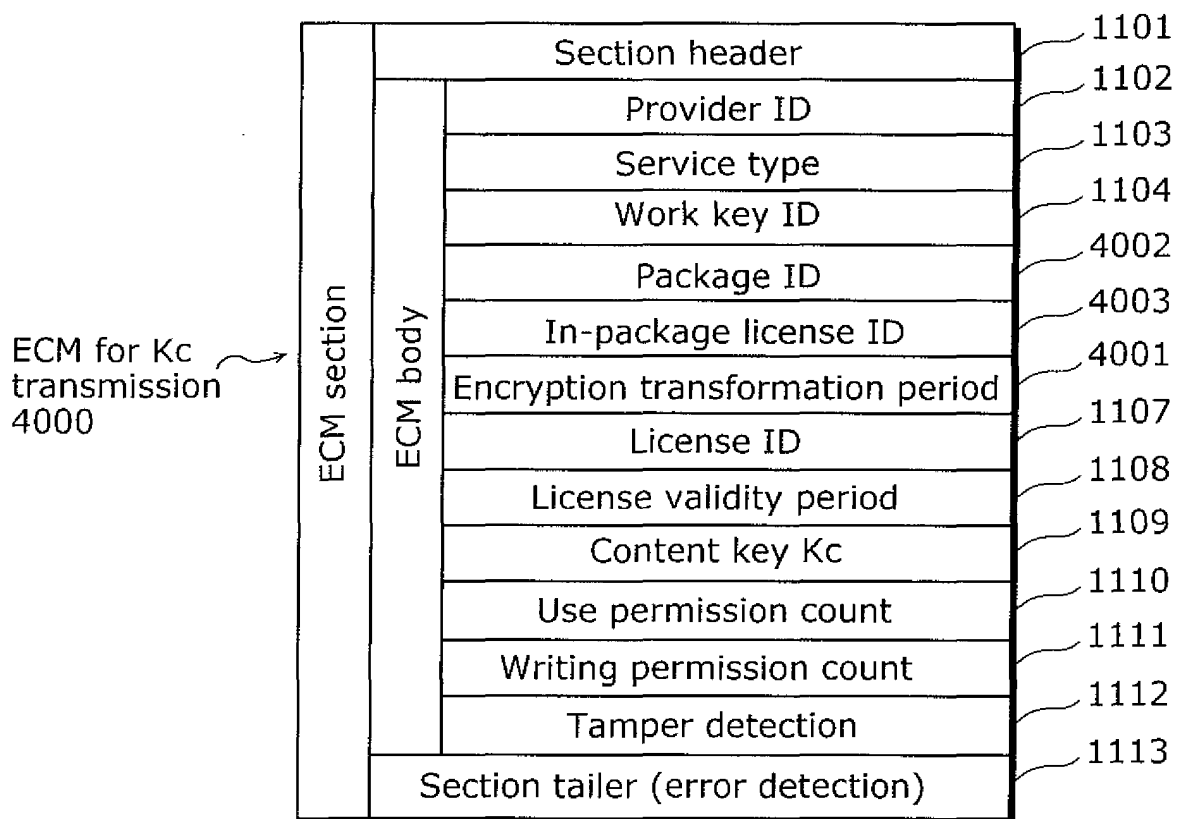 Section header 1101
Provider ID 1102
Service type 1103
Work key ID 1104
Package ID 4002
In-package license ID 4003
Encryption transformation period 4001
License ID 1107
License validity period 1108
Content key Kc 1109
Use permission count 1110
Writing permission count 1111
Tamper detection 1112
Section tailer (error detection) 1113
ECM body
ECM section
ECM for Kc
transmission
4000